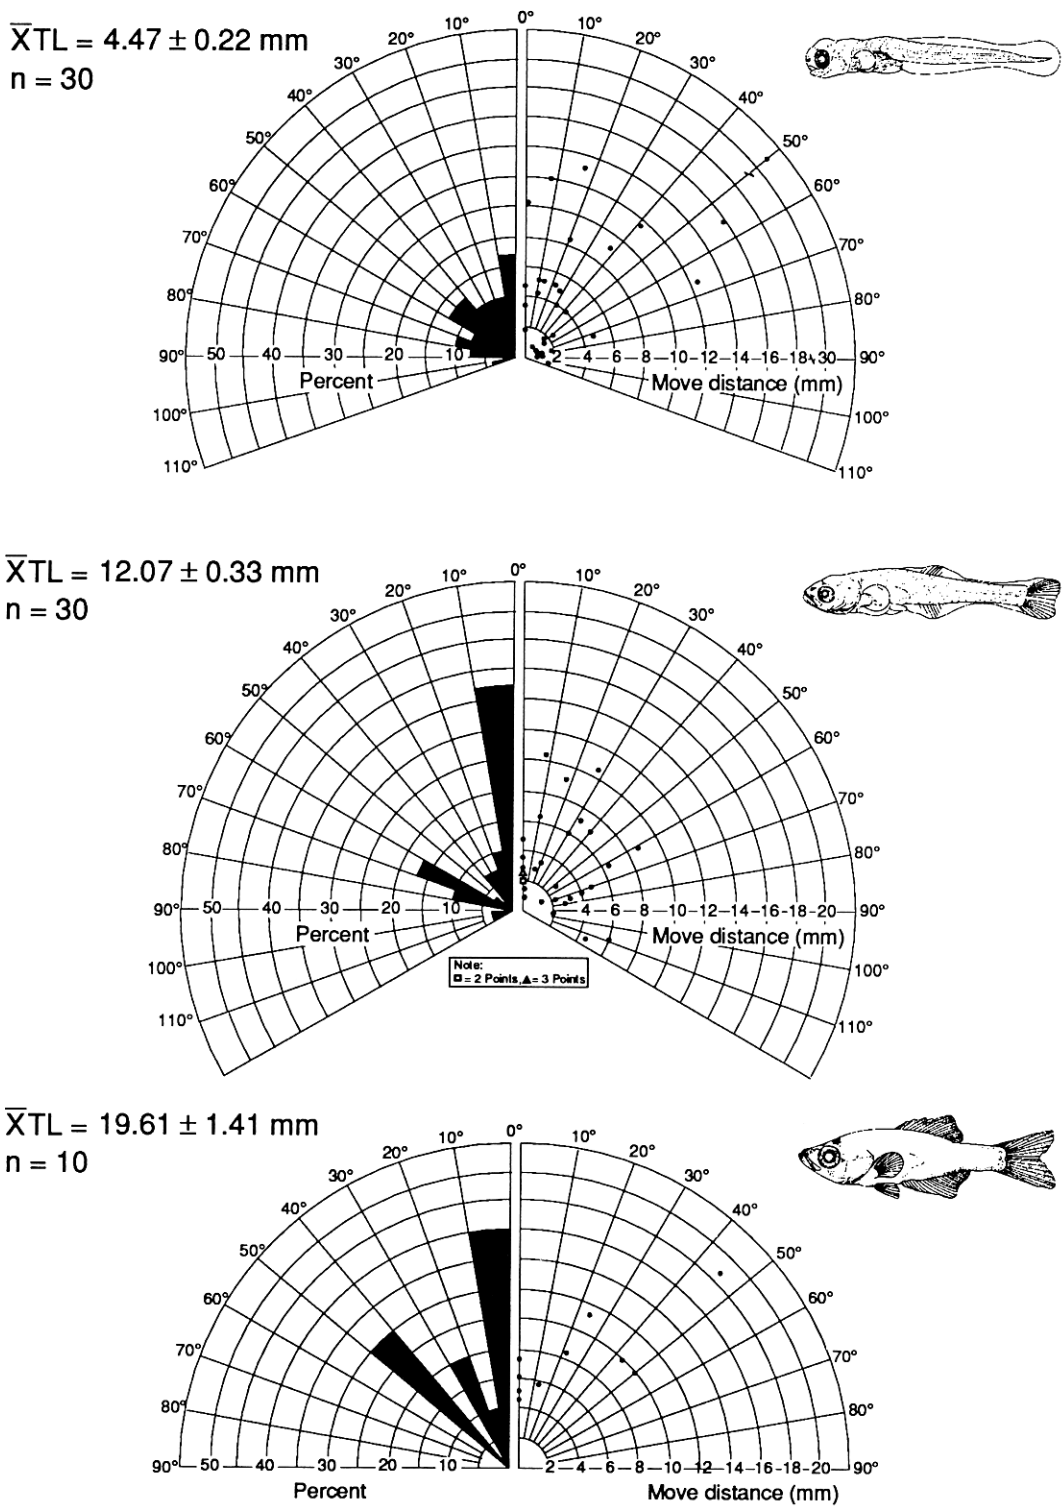 X̅TL = 4.47 ± 0.22 mm
n = 30
0°
10° 10°
20° 20°
30° 30°
40° 40°
50° 50°
60° 60°
70° 70°
80° 80°
90° 50 40 30 20 10 2 4 6 8 10 12 14 16 18 30 90°
Percent Move distance (mm)
100° 100°
110° 110°
X̅TL = 12.07 ± 0.33 mm
n = 30
0°
10° 10°
20° 20°
30° 30°
40° 40°
50° 50°
60° 60°
70° 70°
80° 80°
90° 50 40 30 20 10 4 6 8 10 12 14 16 18 20 90°
Percent Move distance (mm)
100° 100°
110° 110°
Note:
= 2 Points, ▲= 3 Points
X̅TL = 19.61 ± 1.41 mm
n = 10
0°
10° 10°
20° 20°
30° 30°
40° 40°
50° 50°
60° 60°
70° 70°
80° 80°
90° 50 40 30 20 10 2 4 6 8 10 12 14 16 18 20 90°
Percent Move distance (mm)